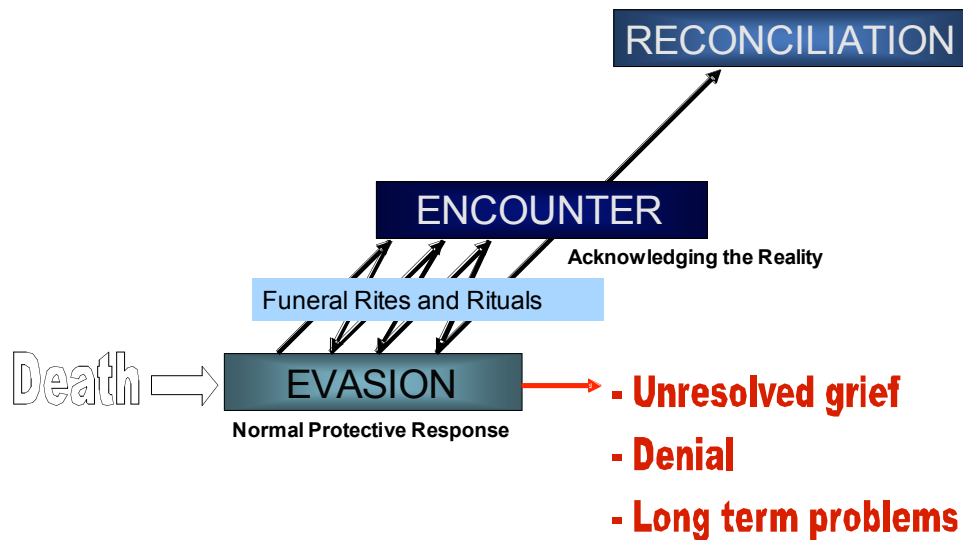 RECONCILIATION
ENCOUNTER
Acknowledging the Reality
Funeral Rites and Rituals
Death
EVASION
Normal Protective Response
- Unresolved grief
- Denial
- Long term problems